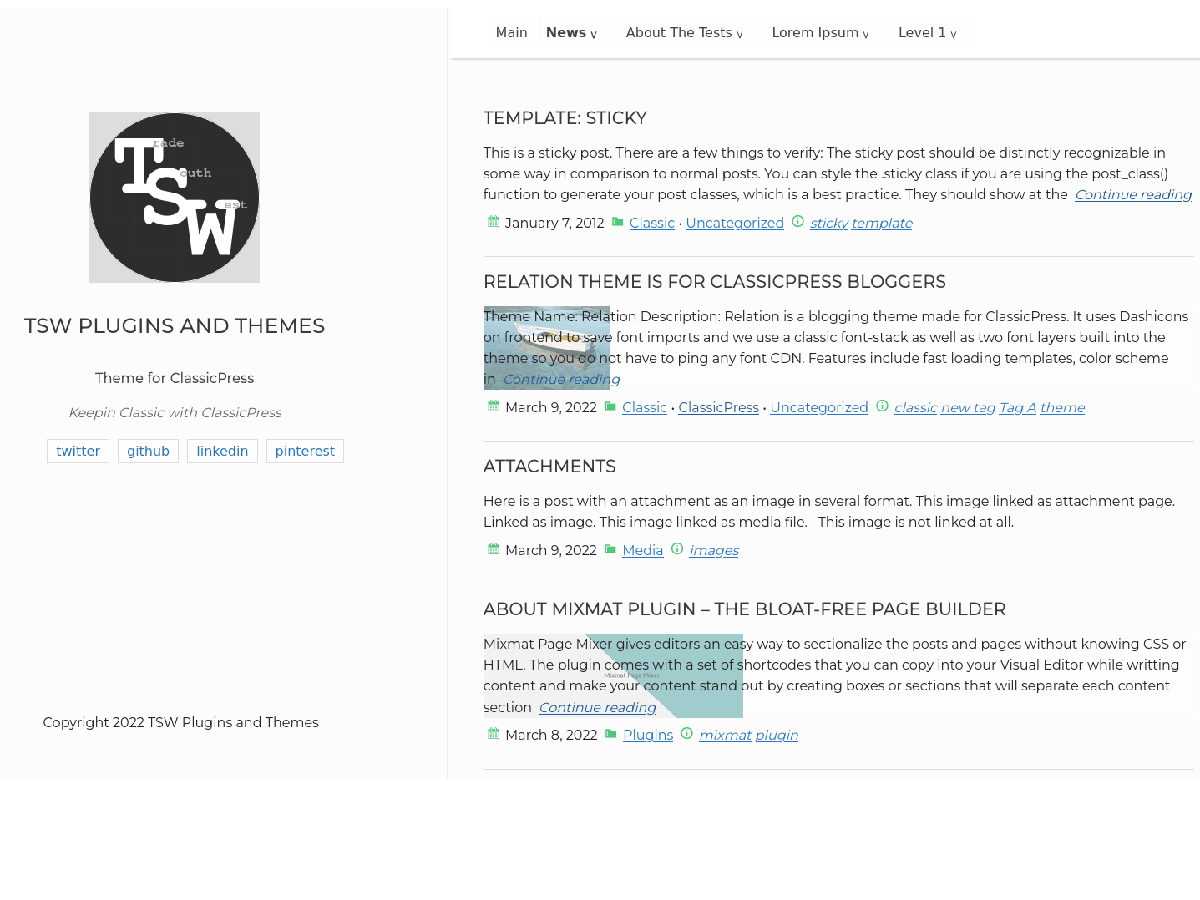 Main News v About The Tests v Lorem Ipsum v Level 1 v
Trade
South
West
TSW PLUGINS AND THEMES
Theme for ClassicPress
Keepin Classic with ClassicPress
twitter github linkedin pinterest
Copyright 2022 TSW Plugins and Themes
TEMPLATE: STICKY
This is a sticky post. There are a few things to verify: The sticky post should be distinctly recognizable in
some way in comparison to normal posts. You can style the .sticky class if you are using the post_class()
function to generate your post classes, which is a best practice. They should show at the Continue reading
January 7, 2012 Classic · Uncategorized sticky template
RELATION THEME IS FOR CLASSICPRESS BLOGGERS
Theme Name: Relation Description: Relation is a blogging theme made for ClassicPress. It uses Dashicons
on frontend to save font imports and we use a classic font-stack as well as two font layers built into the
theme so you do not have to ping any font CDN. Features include fast loading templates, color scheme
in Continue reading
March 9, 2022 Classic • ClassicPress • Uncategorized classic new tag Tag A theme
ATTACHMENTS
Here is a post with an attachment as an image in several format. This image linked as attachment page.
Linked as image. This image linked as media file. This image is not linked at all.
March 9, 2022 Media images
ABOUT MIXMAT PLUGIN – THE BLOAT-FREE PAGE BUILDER
Mixmat Page Mixer gives editors an easy way to sectionalize the posts and pages without knowing CSS or
HTML. The plugin comes with a set of shortcodes that you can copy into your Visual Editor while writting
Mixmat Page Mixer
content and make your content stand out by creating boxes or sections that will separate each content
section Continue reading
March 8, 2022 Plugins mixmat plugin